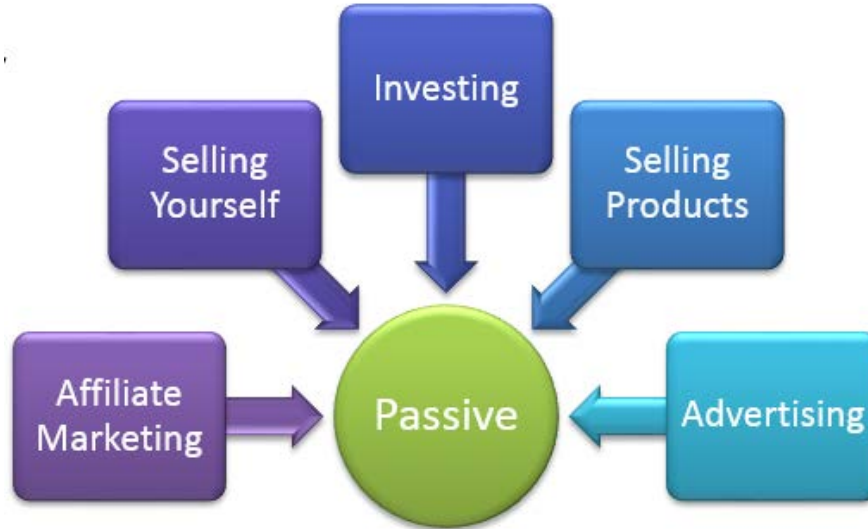 Investing
Selling
Yourself
Selling
Products
Affiliate
Marketing
Passive
Advertising